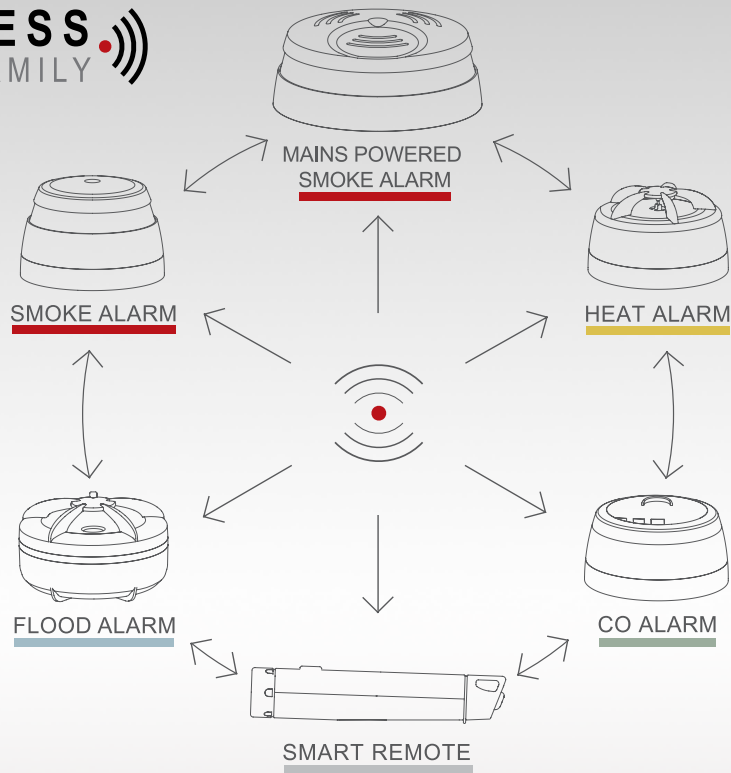 ESS
MILY
MAINS POWERED
SMOKE ALARM
SMOKE ALARM
HEAT ALARM
FLOOD ALARM
CO ALARM
SMART REMOTE